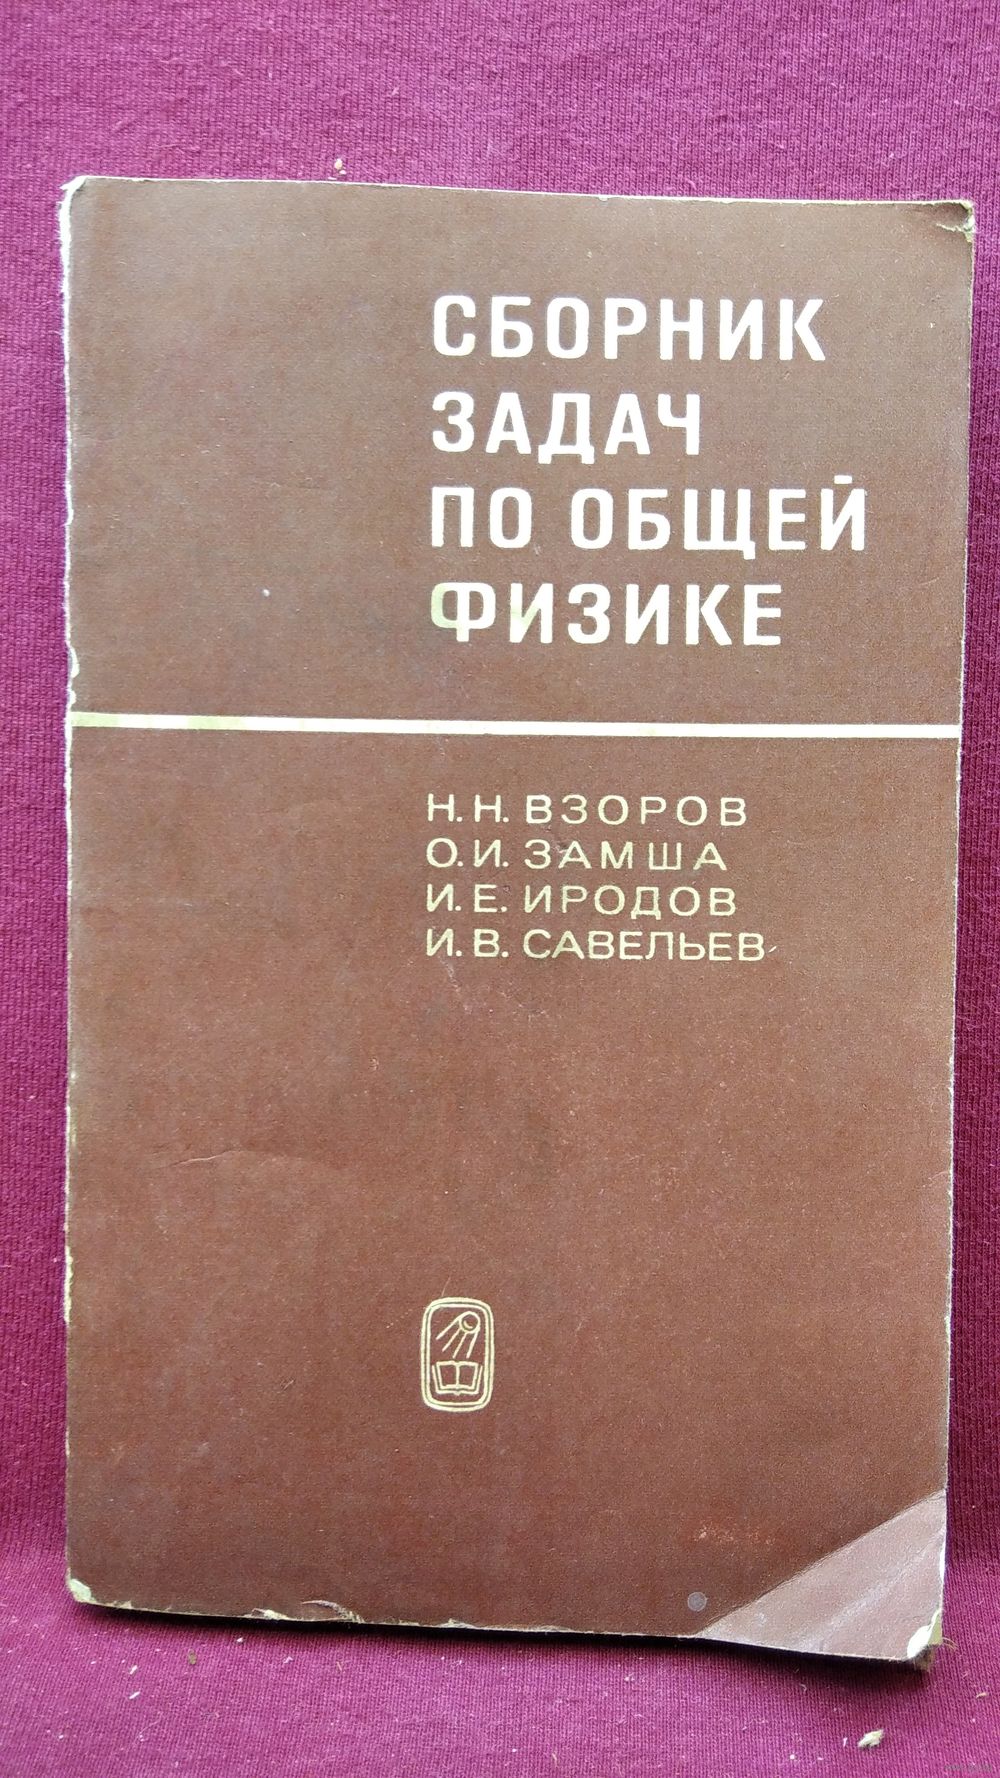 СБОРНИК
ЗАДАЧ
ПО ОБЩЕЙ
ФИЗИКЕ
Н. Н. ВЗОРОВ
О. И. ЗАМША
И. Е. ИРОДОВ
И. В. САВЕЛЬЕВ